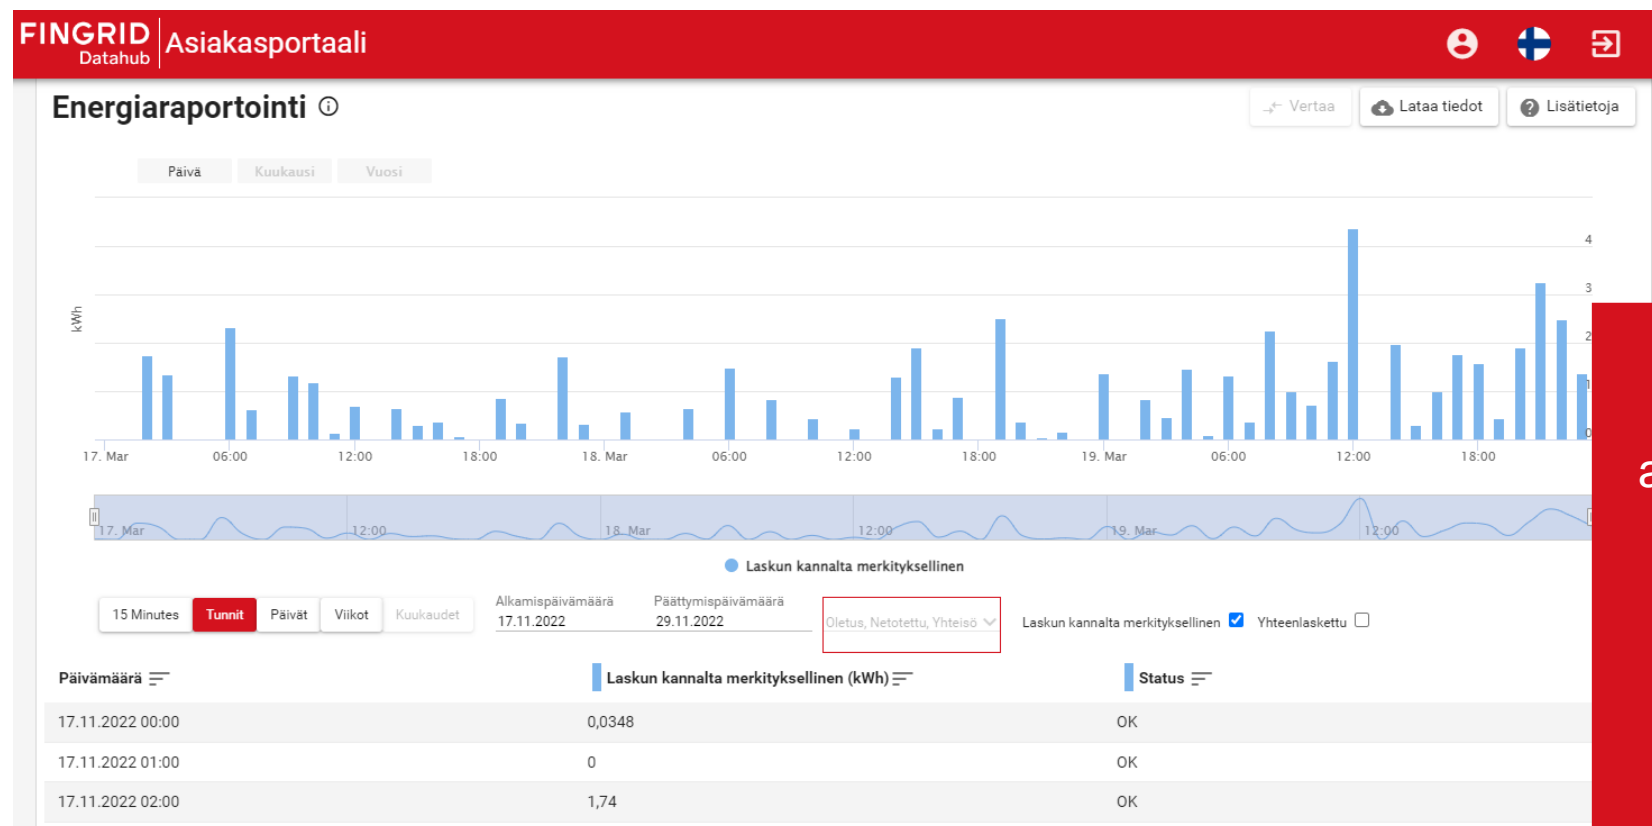 FINGRID
Datahub
Asiakasportaali
Energiaraportointi
Vertaa
Lataa tiedot
Lisätietoja
Päivä Kuukausi Vuosi
kWh
4
3
2
1
0
17. Mar 06:00 12:00 18:00 18. Mar 06:00 12:00 18:00 19. Mar 06:00 12:00 18:00
17. Mar 12:00 18. Mar 12:00 19. Mar 12:00
Laskun kannalta merkityksellinen
15 Minutes Tunnit Päivät Viikot Kuukaudet
Alkamispäivämäärä
17.11.2022
Päättymispäivämäärä
29.11.2022
Oletus, Netotettu, Yhteisö
Laskun kannalta merkityksellinen
Yhteenlaskettu
Päivämäärä Laskun kannalta merkityksellinen (kWh) Status
17.11.2022 00:00 0,0348 OK
17.11.2022 01:00 0 OK
17.11.2022 02:00 1,74 OK